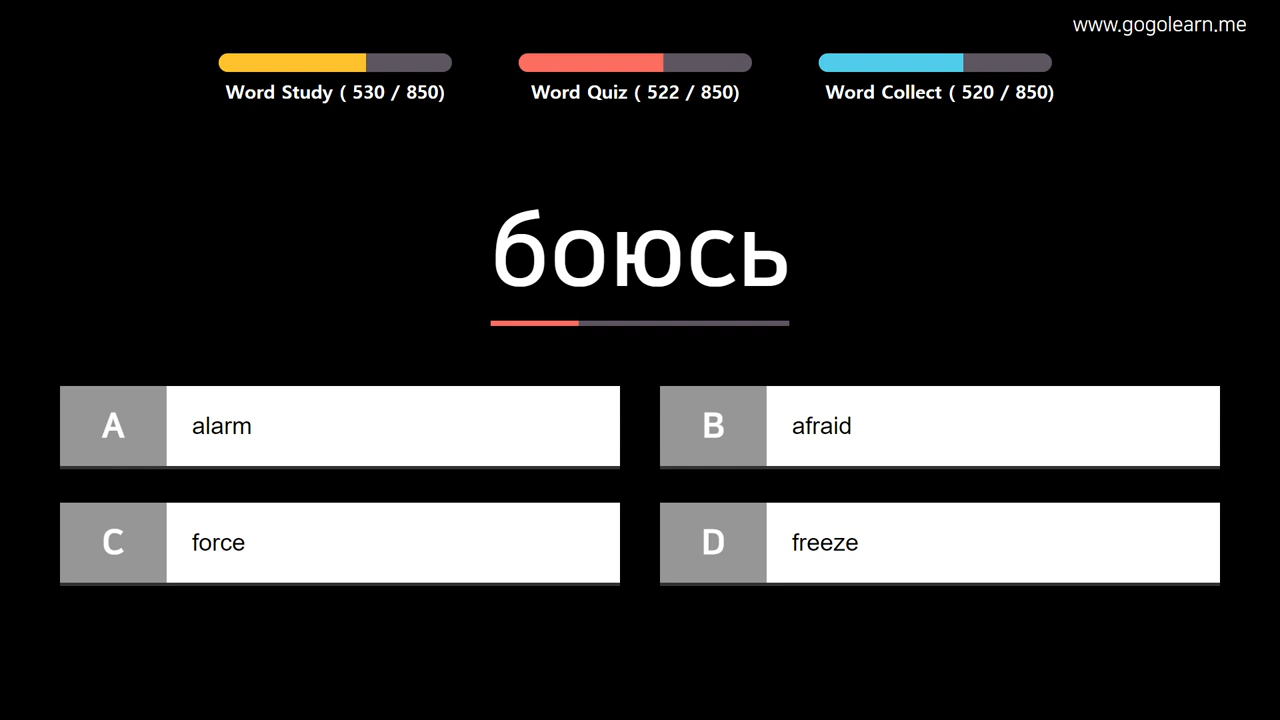 www.gogolearn.me
Word Study ( 530 / 850)
Word Quiz ( 522 / 850)
Word Collect ( 520 / 850)
боюсь
A alarm
B afraid
C force
D freeze